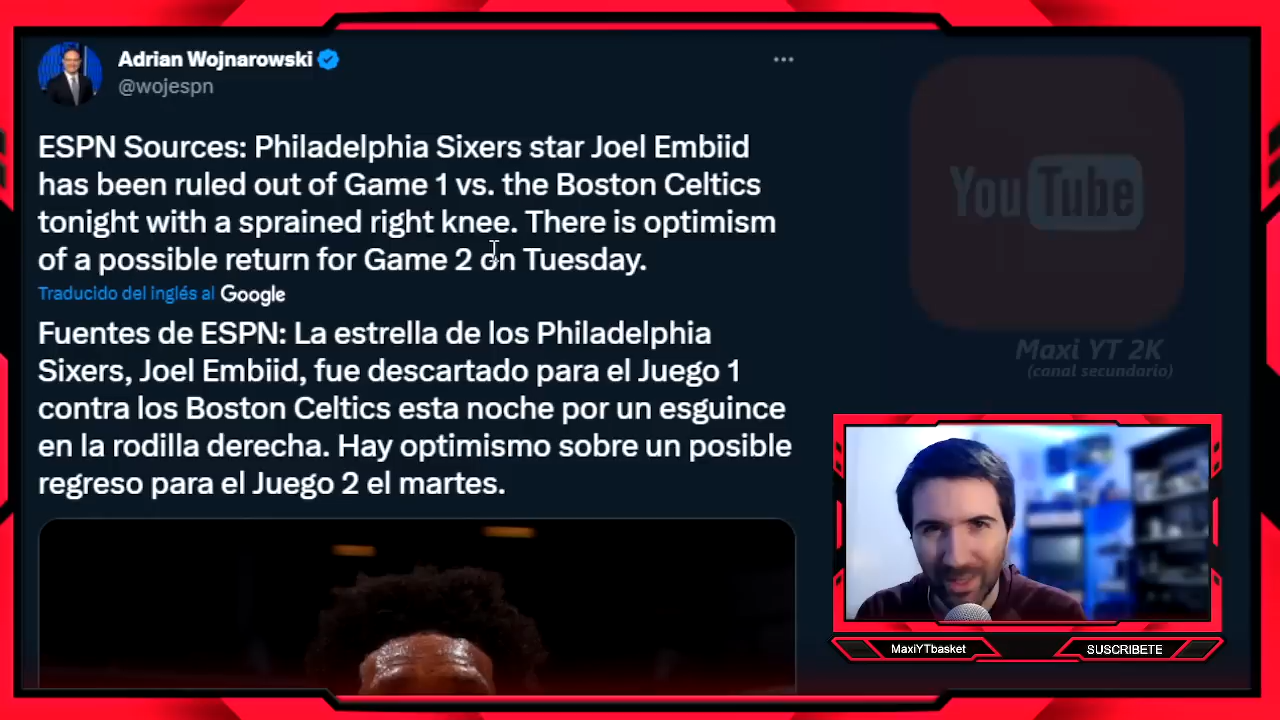 Adrian Wojnarowski
@wojespn
ESPN Sources: Philadelphia Sixers star Joel Embiid
has been ruled out of Game 1 vs. the Boston Celtics
tonight with a sprained right knee. There is optimism
of a possible return for Game 2 on Tuesday.
Traducido del inglés al Google
Fuentes de ESPN: La estrella de los Philadelphia
Sixers, Joel Embiid, fue descartado para el Juego 1
contra los Boston Celtics esta noche por un esguince
en la rodilla derecha. Hay optimismo sobre un posible
regreso para el Juego 2 el martes.
YouTube
Maxi YT 2K
(canal secundario)
MaxiYTbasket
SUSCRIBETE